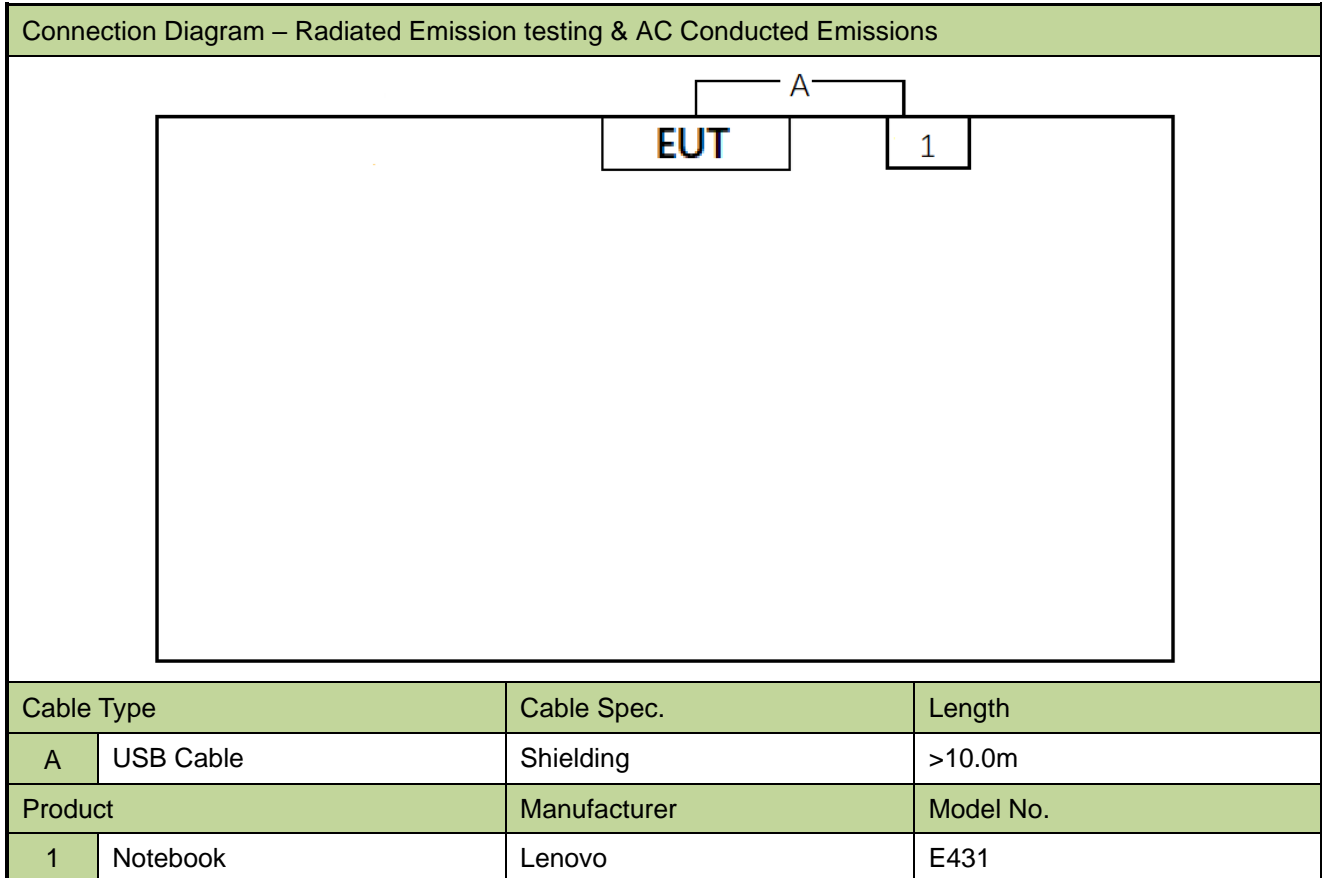 Connection Diagram – Radiated Emission testing & AC Conducted Emissions
A
EUT
1
Cable Type Cable Spec. Length
A USB Cable Shielding >10.0m
Product Manufacturer Model No.
1 Notebook Lenovo E431